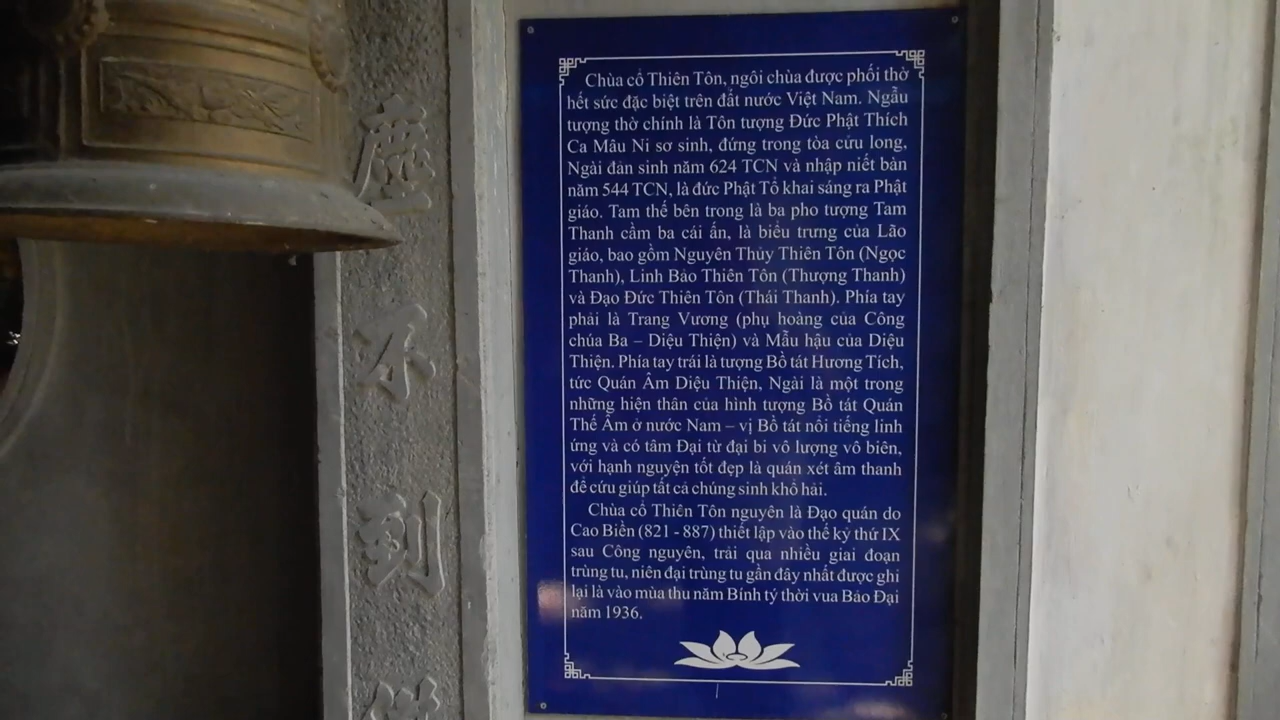 塵
不
到
Chùa cổ Thiên Tôn, ngôi chùa được phối thờ
hết sức đặc biệt trên đất nước Việt Nam. Ngẫu
tượng thờ chính là Tôn tượng Đức Phật Thích
Ca Mâu Ni sơ sinh, đứng trong tòa cửu long,
Ngài đản sinh năm 624 TCN và nhập niết bàn
năm 544 TCN, là đức Phật Tổ khai sáng ra Phật
giáo. Tam thế bên trong là ba pho tượng Tam
Thanh cầm ba cái ấn, là biểu trưng của Lão
giáo, bao gồm Nguyên Thủy Thiên Tôn (Ngọc
Thanh), Linh Bảo Thiên Tôn (Thượng Thanh)
và Đạo Đức Thiên Tôn (Thái Thanh). Phía tay
phải là Trang Vương (phụ hoàng của Công
chúa Ba – Diệu Thiện) và Mẫu hậu của Diệu
Thiện. Phía tay trái là tượng Bồ tát Hương Tích,
tức Quán Âm Diệu Thiện, Ngài là một trong
những hiện thân của hình tượng Bồ tát Quán
Thế Âm ở nước Nam – vị Bồ tát nổi tiếng linh
ứng và có tâm Đại từ đại bi vô lượng vô biên,
với hạnh nguyện tốt đẹp là quán xét âm thanh
để cứu giúp tất cả chúng sinh khổ hải.
Chùa cổ Thiên Tôn nguyên là Đạo quán do
Cao Biền (821 - 887) thiết lập vào thế kỷ thứ IX
sau Công nguyên, trải qua nhiều giai đoạn
trùng tu, niên đại trùng tu gần đây nhất được ghi
lại là vào mùa thu năm Bính tý thời vua Bảo Đại
năm 1936.